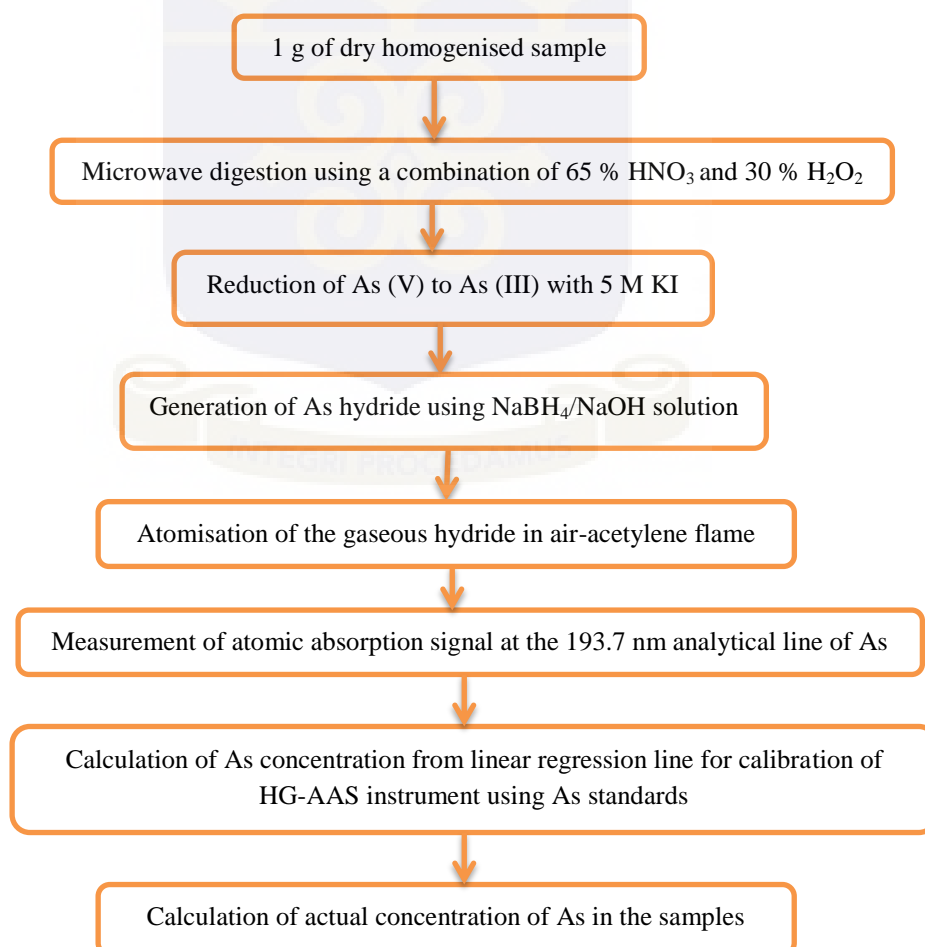 1 g of dry homogenised sample
Microwave digestion using a combination of 65 % HNO₃ and 30 % H₂O₂
Reduction of As (V) to As (III) with 5 M KI
Generation of As hydride using NaBH₄/NaOH solution
INTEGRI PROCEDAMUS
Atomisation of the gaseous hydride in air-acetylene flame
Measurement of atomic absorption signal at the 193.7 nm analytical line of As
Calculation of As concentration from linear regression line for calibration of
HG-AAS instrument using As standards
Calculation of actual concentration of As in the samples